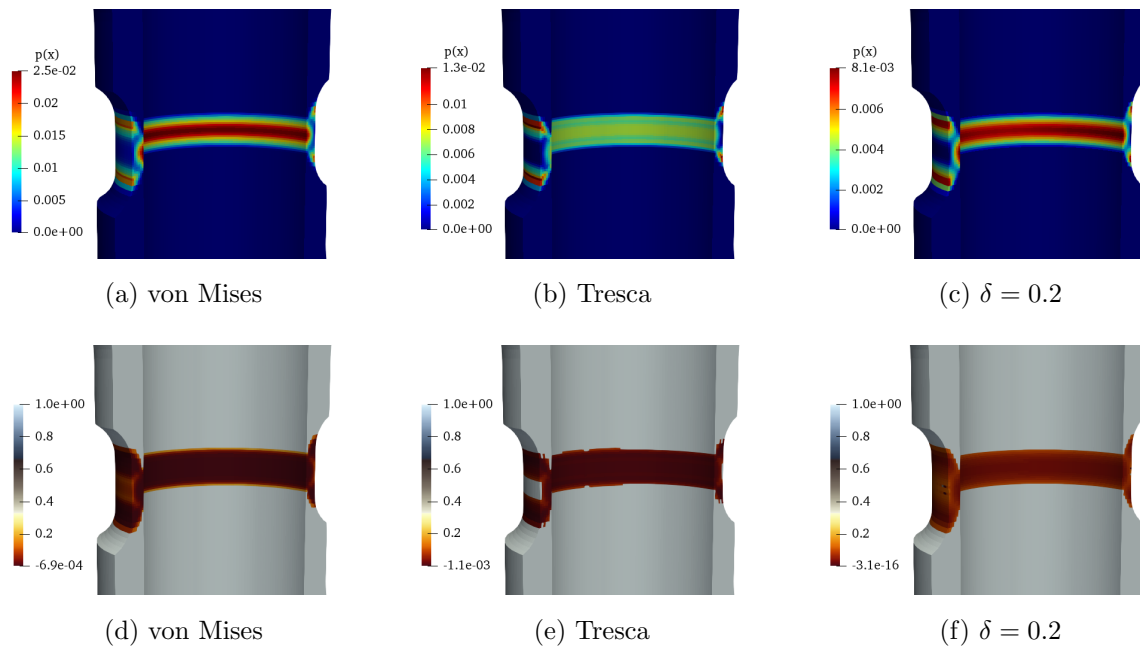 p(x)
2.5e-02
0.02
0.015
0.01
0.005
0.0e+00
(a) von Mises
p(x)
1.3e-02
0.01
0.008
0.006
0.004
0.002
0.0e+00
(b) Tresca
p(x)
8.1e-03
0.006
0.004
0.002
0.0e+00
(c) δ = 0.2
1.0e+00
0.8
0.6
0.4
0.2
-6.9e-04
(d) von Mises
1.0e+00
0.8
0.6
0.4
0.2
-1.1e-03
(e) Tresca
1.0e+00
0.8
0.6
0.4
0.2
-3.1e-16
(f) δ = 0.2